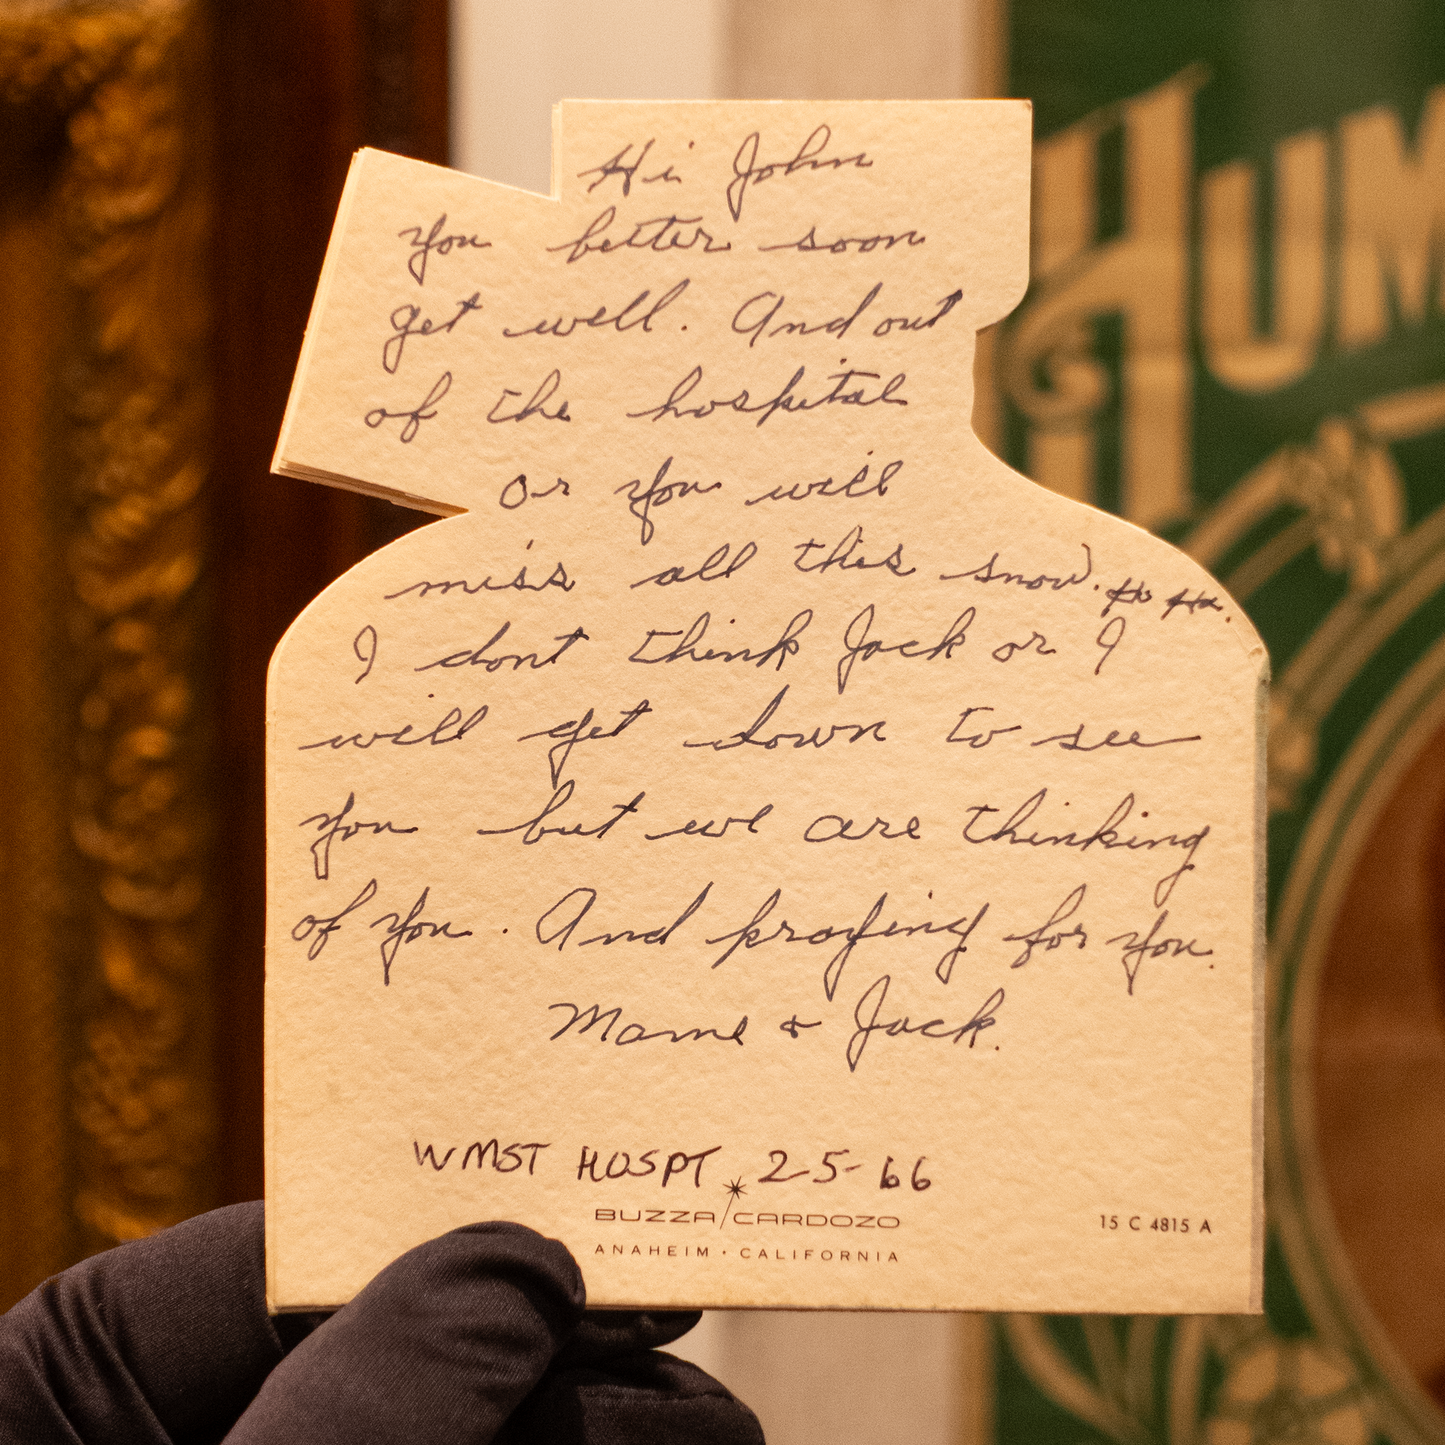 Hi John
You better soon
get well. And out
of the hospital
or you will
miss all this snow. Ho Ha.
I dont think Jack or I
will get down to see
you but we are thinking
of you. And praying for you.
Mame & Jack.
WMST HOSPT 2-5-66
BUZZA/CARDOZO
ANAHEIM · CALIFORNIA
15 C 4815 A
HUM